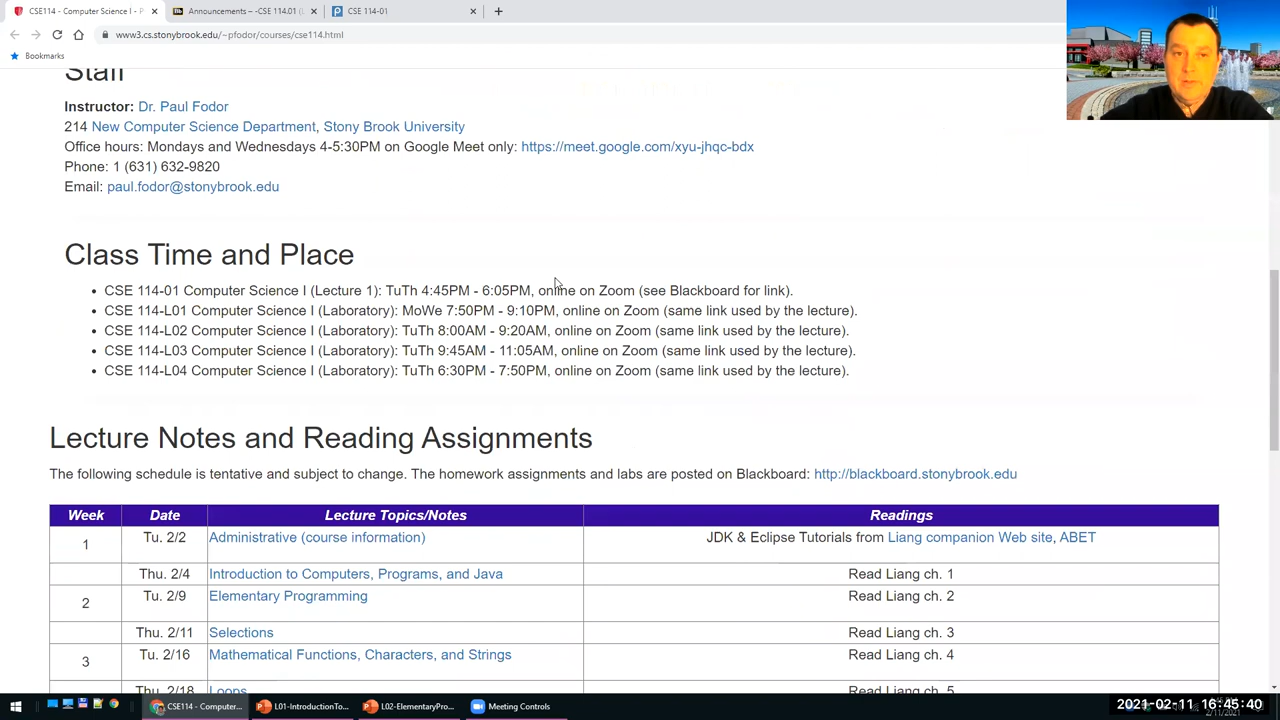 CSE114 - Computer Science I - P
Announcements – -CSE 114.01 (
CSE 114-01
www3.cs.stonybrook.edu/~pfodor/courses/cse114.html
Bookmarks
Staff
Instructor: Dr. Paul Fodor
214 New Computer Science Department, Stony Brook University
Office hours: Mondays and Wednesdays 4-5:30PM on Google Meet only: https://meet.google.com/xyu-jhqc-bdx
Phone: 1 (631) 632-9820
Email: paul.fodor@stonybrook.edu
Class Time and Place
• CSE 114-01 Computer Science I (Lecture 1): TuTh 4:45PM - 6:05PM, online on Zoom (see Blackboard for link).
• CSE 114-L01 Computer Science I (Laboratory): MoWe 7:50PM - 9:10PM, online on Zoom (same link used by the lecture).
• CSE 114-L02 Computer Science I (Laboratory): TuTh 8:00AM - 9:20AM, online on Zoom (same link used by the lecture).
• CSE 114-L03 Computer Science I (Laboratory): TuTh 9:45AM - 11:05AM, online on Zoom (same link used by the lecture).
• CSE 114-L04 Computer Science I (Laboratory): TuTh 6:30PM - 7:50PM, online on Zoom (same link used by the lecture).
Lecture Notes and Reading Assignments
The following schedule is tentative and subject to change. The homework assignments and labs are posted on Blackboard: http://blackboard.stonybrook.edu
Week Date Lecture Topics/Notes Readings
1 Tu. 2/2 Administrative (course information) JDK & Eclipse Tutorials from Liang companion Web site, ABET
Thu. 2/4 Introduction to Computers, Programs, and Java Read Liang ch. 1
2 Tu. 2/9 Elementary Programming Read Liang ch. 2
Thu. 2/11 Selections Read Liang ch. 3
3 Tu. 2/16 Mathematical Functions, Characters, and Strings Read Liang ch. 4
Thu. 2/18 Loops Read Liang ch. 5
CSE114 - Computer...
L01-IntroductionTo...
L02-ElementaryPro...
Meeting Controls
2021-02-11 16:45:40